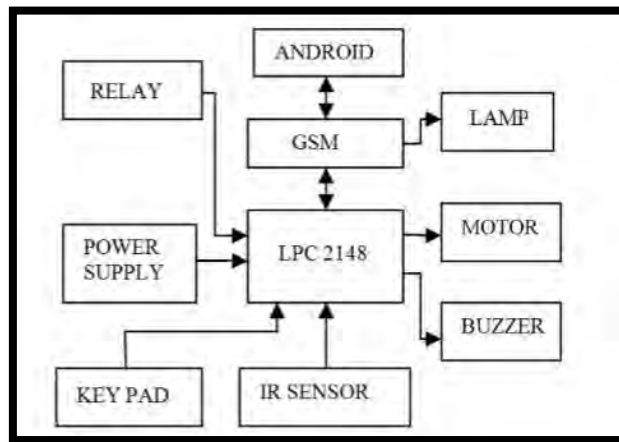 ANDROID
RELAY
LAMP
GSM
MOTOR
POWER
SUPPLY
LPC 2148
BUZZER
KEY PAD
IR SENSOR